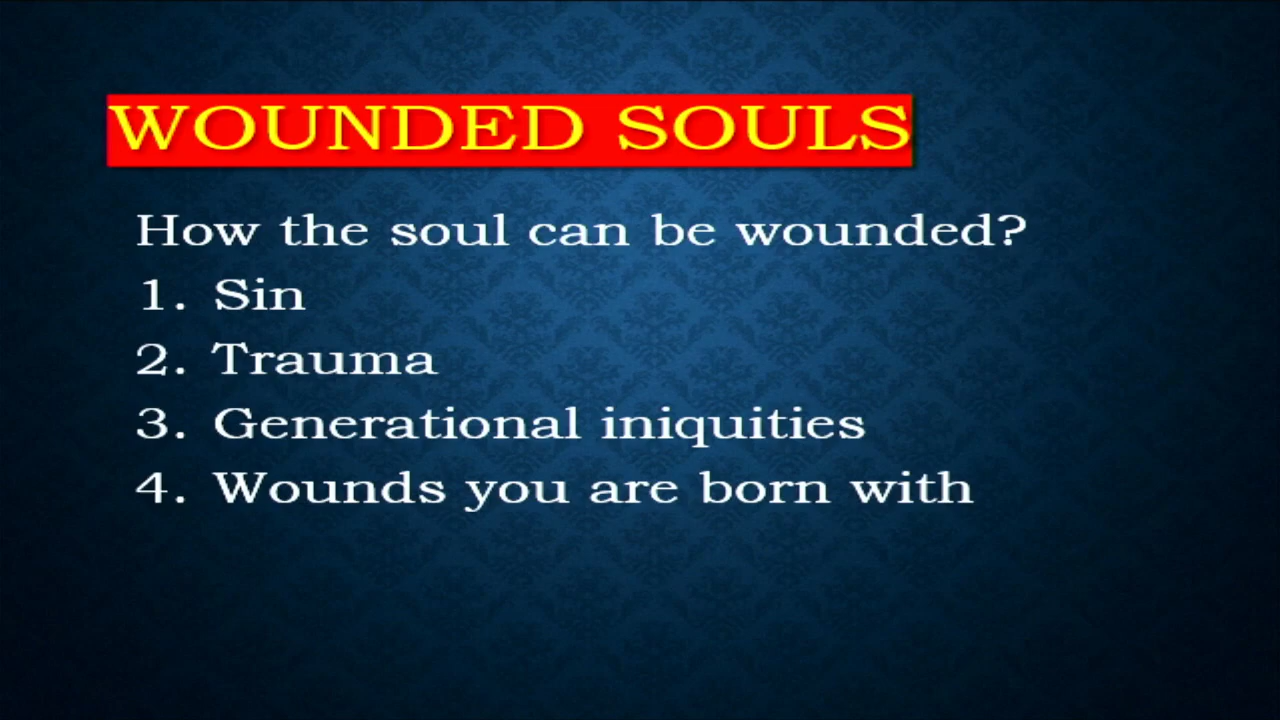 WOUNDED SOULS
How the soul can be wounded?
1. Sin
2. Trauma
3. Generational iniquities
4. Wounds you are born with